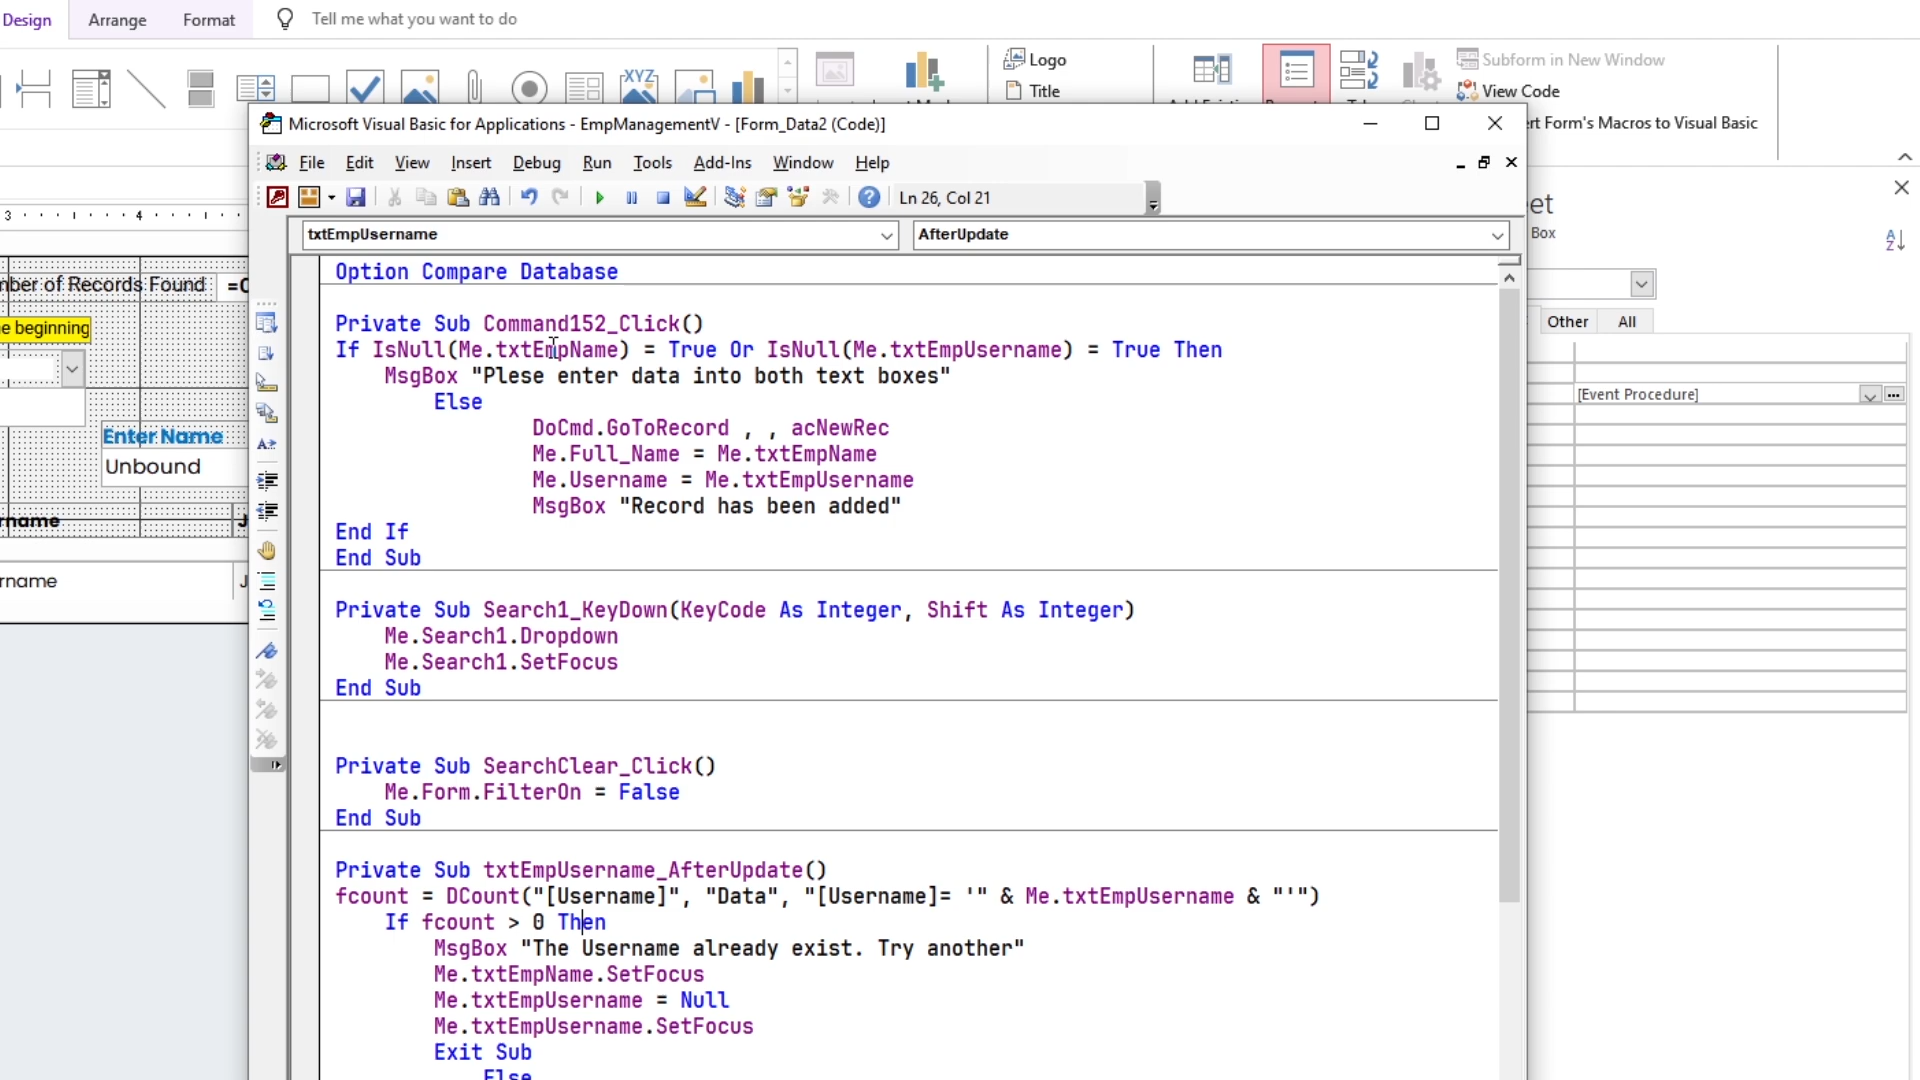 Design Arrange Format Tell me what you want to do
Logo
Title
Subform in New Window
View Code
rt Form's Macros to Visual Basic
Microsoft Visual Basic for Applications - EmpManagementV - [Form_Data2 (Code)]
File Edit View Insert Debug Run Tools Add-Ins Window Help
Ln 26, Col 21
txtEmpUsername AfterUpdate
Option Compare Database
Private Sub Command152_Click()
If IsNull(Me.txtEmpName) = True Or IsNull(Me.txtEmpUsername) = True Then
MsgBox "Plese enter data into both text boxes"
Else
DoCmd.GoToRecord , , acNewRec
Me.Full_Name = Me.txtEmpName
Me.Username = Me.txtEmpUsername
MsgBox "Record has been added"
End If
End Sub
Private Sub Search1_KeyDown(KeyCode As Integer, Shift As Integer)
Me.Search1.Dropdown
Me.Search1.SetFocus
End Sub
Private Sub SearchClear_Click()
Me.Form.FilterOn = False
End Sub
Private Sub txtEmpUsername_AfterUpdate()
fcount = DCount("[Username]", "Data", "[Username]= '" & Me.txtEmpUsername & "'")
If fcount > 0 Then
MsgBox "The Username already exist. Try another"
Me.txtEmpName.SetFocus
Me.txtEmpUsername = Null
Me.txtEmpUsername.SetFocus
Exit Sub
Else
3 4
nber of Records Found =
e beginning
Enter Name
Unbound
rname J
rname J
et
Box
Other All
[Event Procedure]
XYZ